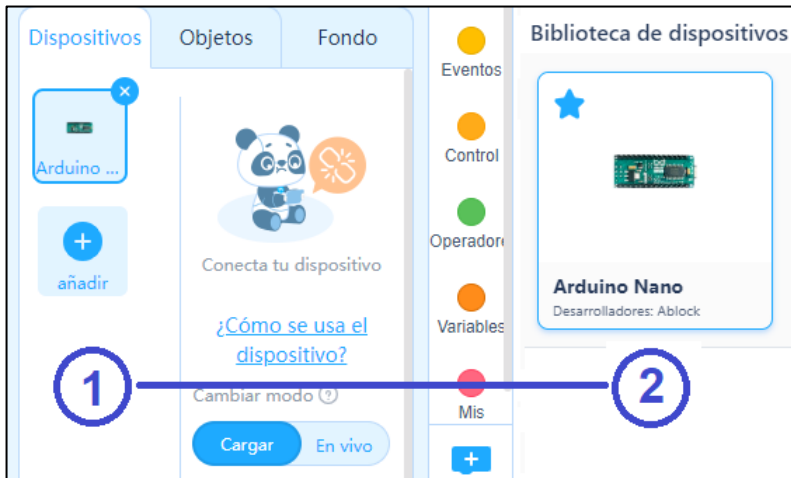 Dispositivos
Objetos
Fondo
Arduino ...
añadir
Conecta tu dispositivo
¿Cómo se usa el
dispositivo?
Cambiar modo ?
Cargar
En vivo
Eventos
Control
Operadore
Variables
Mis
Biblioteca de dispositivos
Arduino Nano
Desarrolladores: Ablock
1
2